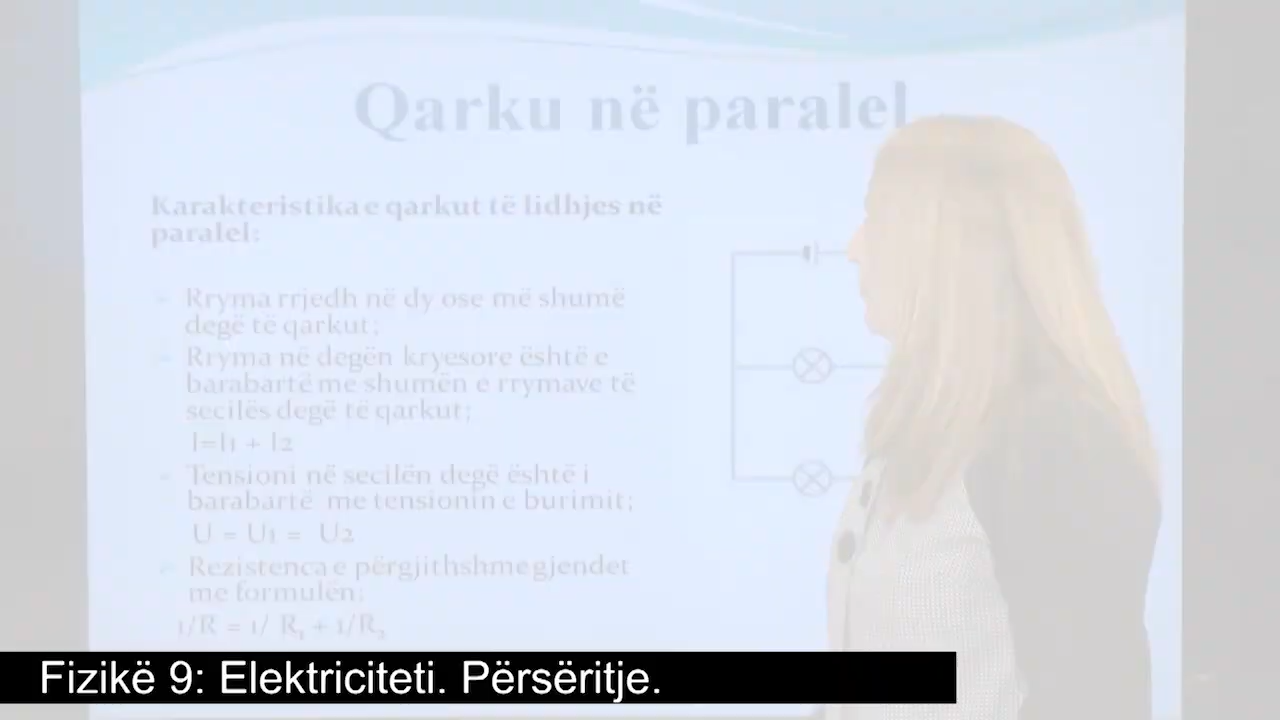 Qarku në paralel
Karakteristika e qarkut të lidhjes në
paralel:
Rryma rrjedh në dy ose më shumë
degë të qarkut;
Rryma në degën kryesore është e
barabartë me shumën e rrymave të
secilës degë të qarkut;
I=I1 + I2
Tensioni në secilën degë është i
barabartë me tensionin e burimit;
U = U1 = U2
Rezistenca e përgjithshme gjendet
me formulën:
1/R = 1/ R₁ + 1/R₂
Fizikë 9: Elektriciteti. Përsëritje.